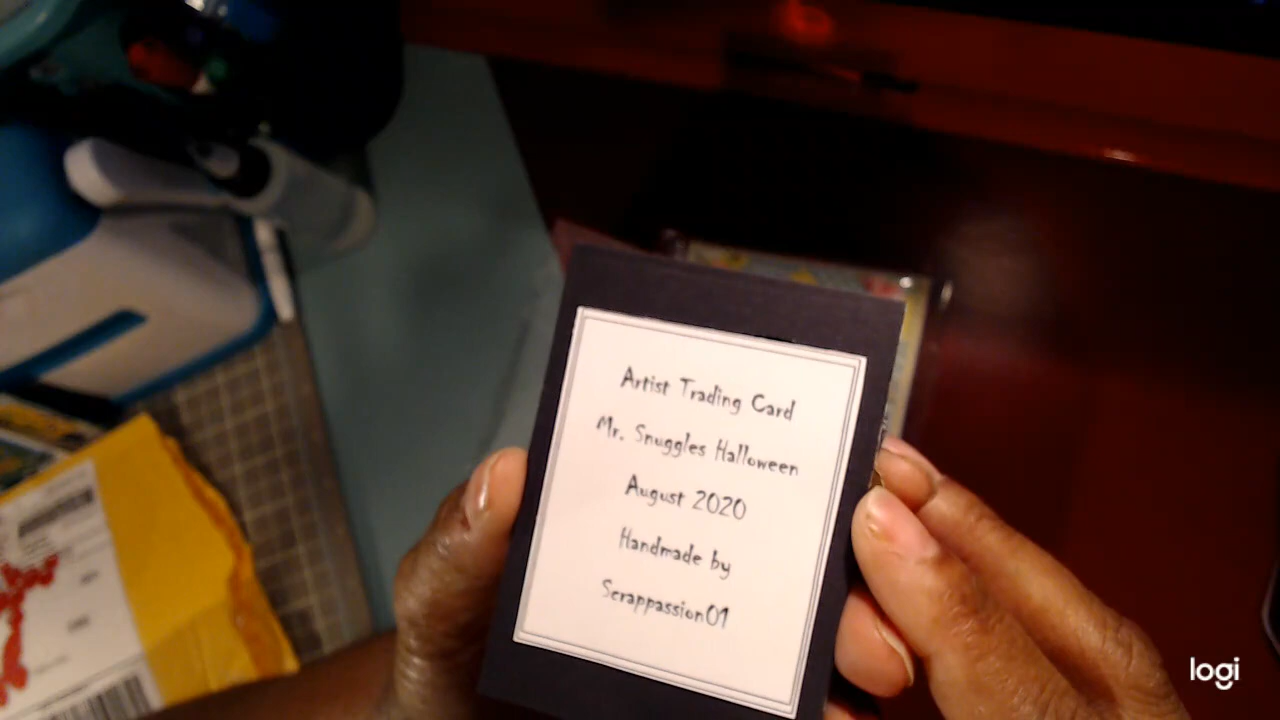 Artist Trading Card
Mr. Snuggles Halloween
August 2020
Handmade by
Scrappassion01
logi